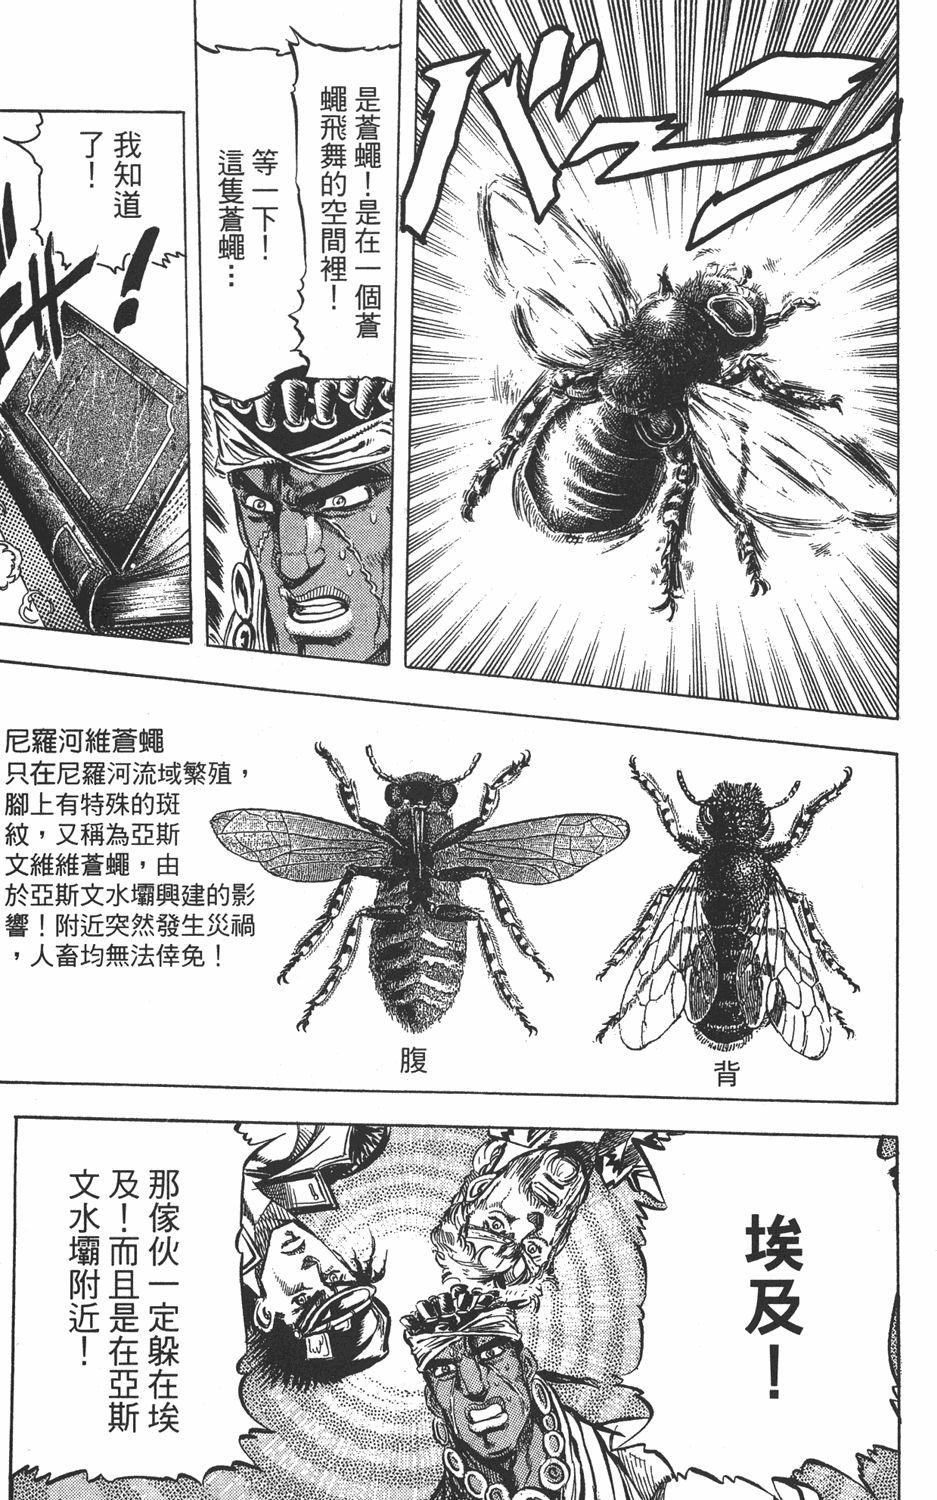 バーン
是蒼蠅！是在一個蒼
蠅飛舞的空間裡！
等一下！
這隻蒼蠅…
我知道
了！
尼羅河維蒼蠅
只在尼羅河流域繁殖，
腳上有特殊的斑
紋，又稱為亞斯
文維維蒼蠅，由
於亞斯文水壩興建的影
響！附近突然發生災禍
，人畜均無法倖免！
腹
背
埃及！
那傢伙一定躲在埃
及！而且是在亞斯
文水壩附近！